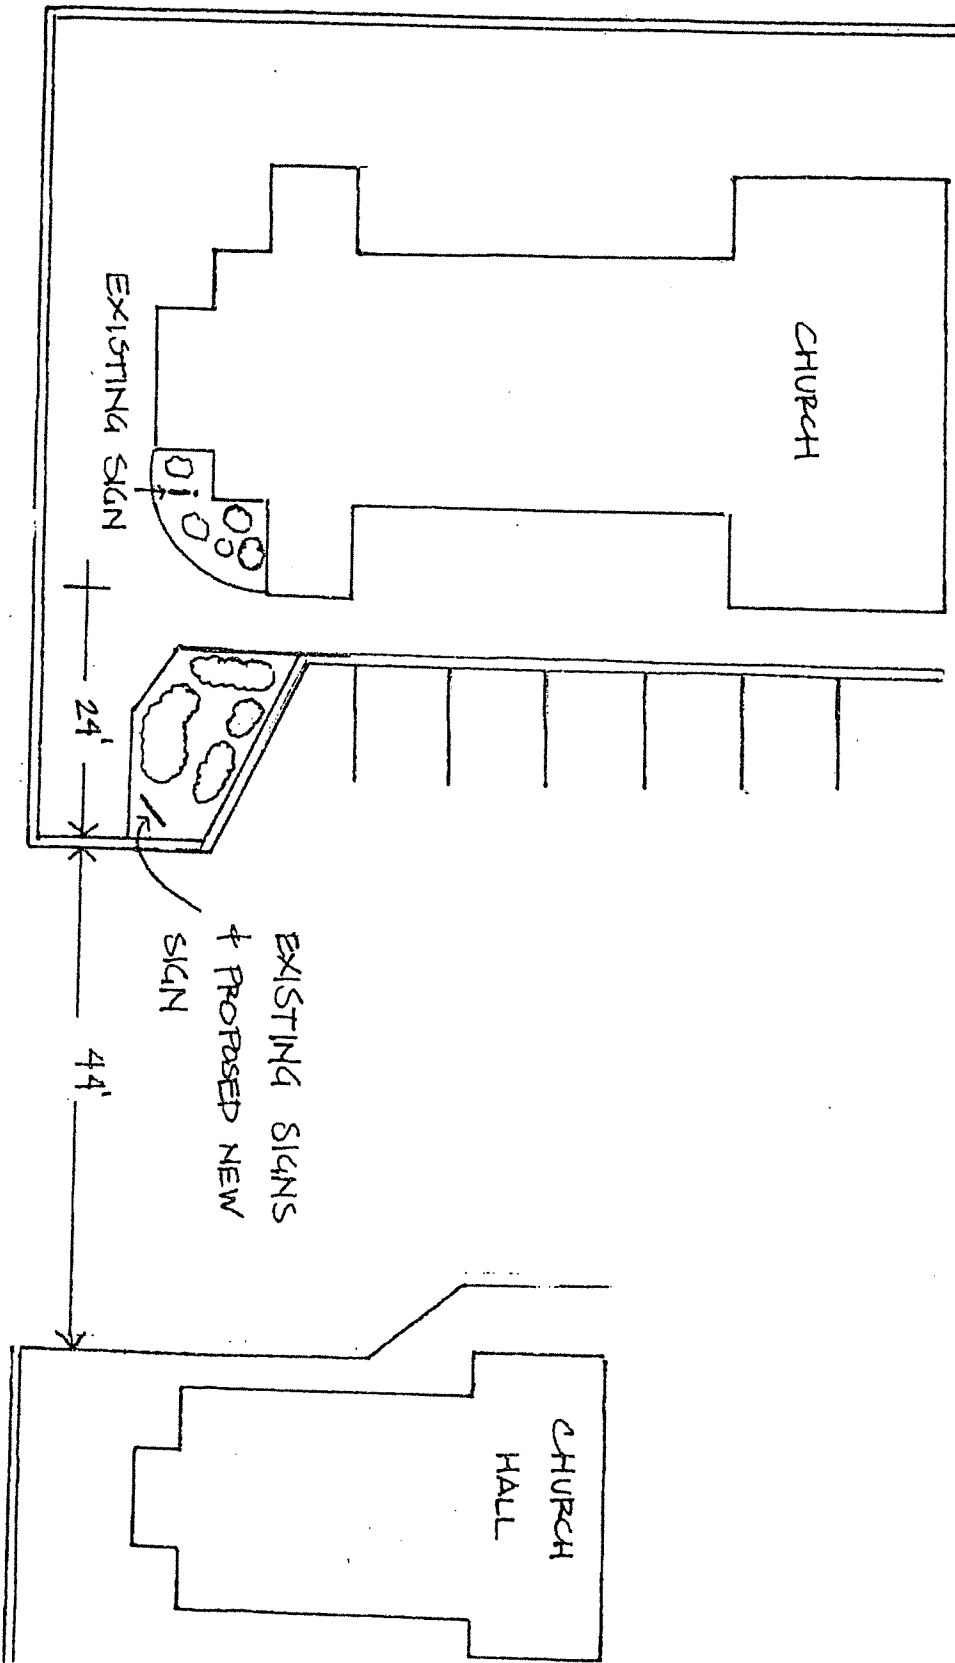 CHURCH
EXISTING SIGN
24'
EXISTING SIGNS
+ PROPOSED NEW
SIGN
44'
CHURCH
HALL